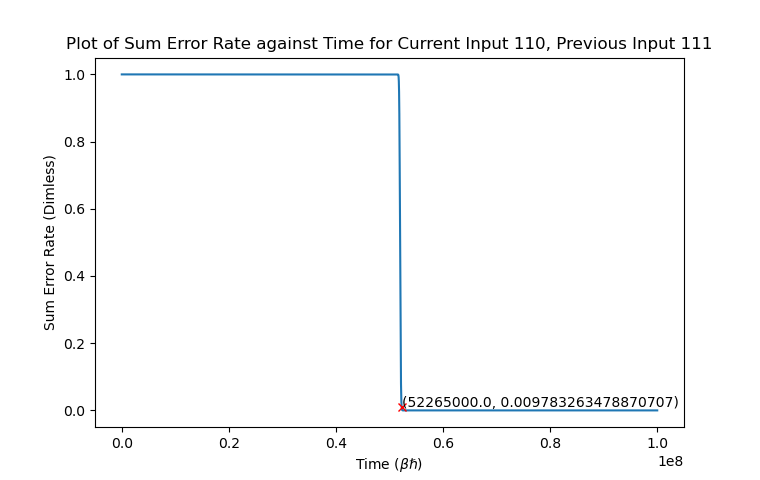 Plot of Sum Error Rate against Time for Current Input 110, Previous Input 111
1.0
0.8
0.6
0.4
0.2
0.0
Sum Error Rate (Dimless)
(52265000.0, 0.009783263478870707)
0.0 0.2 0.4 0.6 0.8 1.0
1e8
Time (βħ)